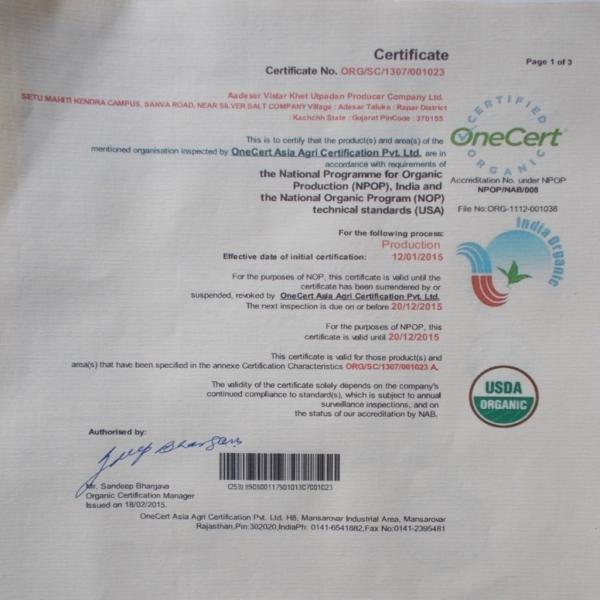 Certificate
Page 1 of 3
Certificate No. ORG/SC/1307/001023
Aadesar Vistar Khet Utpadan Producer Company Ltd.
SETU MAHITI KENDRA CAMPUS, SANVA ROAD, NEAR SILVER SALT COMPANY Village : Adesar Taluka : Rapar District
: Kachchh State : Gujarat PinCode : 370155
CERTIFIED
OneCert
ORGANIC
This is to certify that the product(s) and area(s) of the
mentioned organisation inspected by OneCert Asia Agri Certification Pvt. Ltd. are in
accordance with requirements of
the National Programme for Organic
Production (NPOP), India and
the National Organic Program (NOP)
technical standards (USA)
Accreditation No. under NPOP
NPOP/NAB/008
File No:ORG-1112-001036
India Organic
For the following process:
Production
Effective date of initial certification: 12/01/2015
For the purposes of NOP, this certificate is valid until the
certificate has been surrendered by or
suspended, revoked by OneCert Asia Agri Certification Pvt. Ltd.
The next inspection is due on or before 20/12/2015
For the purposes of NPOP, this
certificate is valid until 20/12/2015
This certificate is valid for those product(s) and
area(s) that have been specified in the annexe Certification Characteristics ORG/SC/1307/001023 A.
The validity of the certificate solely depends on the company's
continued compliance to standard(s), which is subject to annual
surveillance inspections, and on
the status of our accreditation by NAB.
USDA
ORGANIC
Authorised by:
Mr. Sandeep Bhargava
Organic Certification Manager
Issued on 18/02/2015.
OneCert Asia Agri Certification Pvt. Ltd. H8, Mansarovar Industrial Area, Mansarovar
Rajasthan,Pin:302020,IndiaPh: 0141-6541882,Fax No:0141-2395481